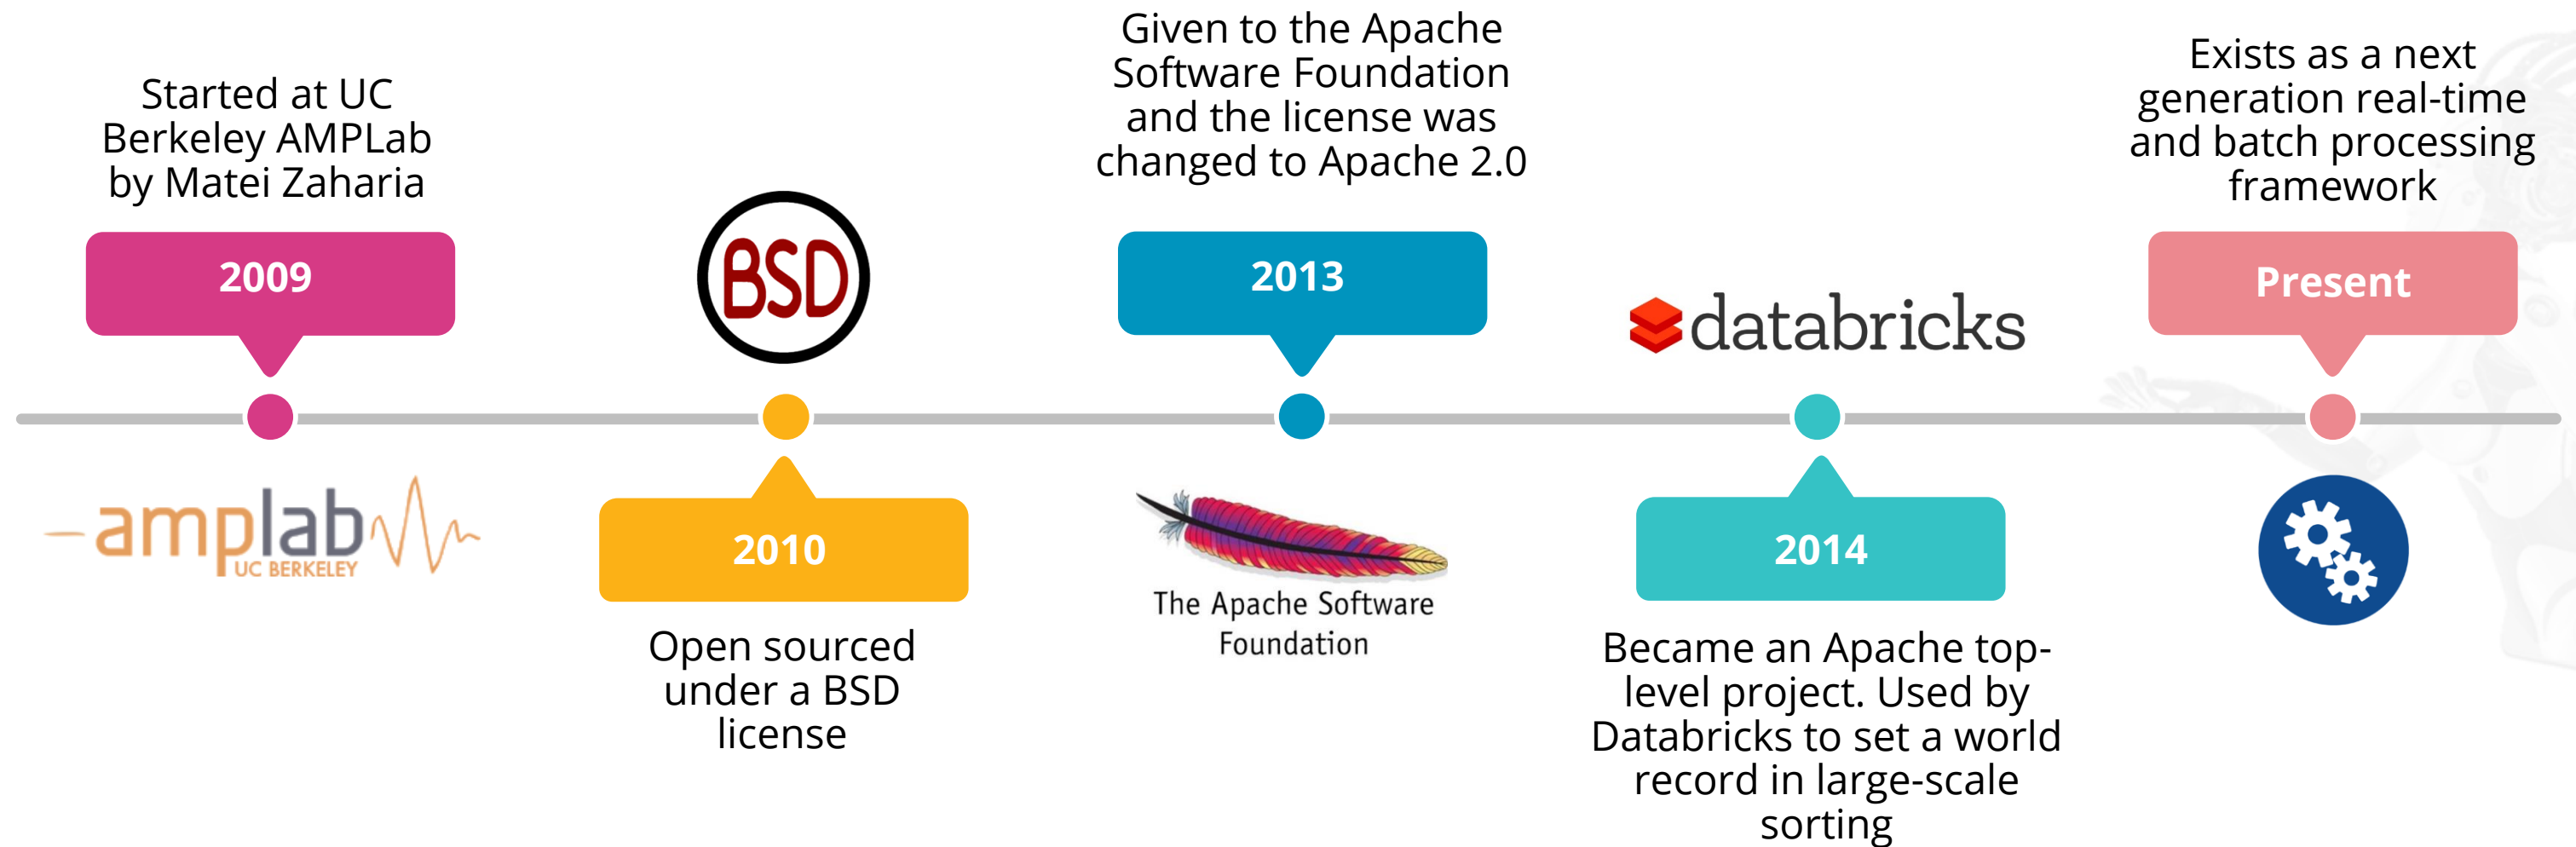 Started at UC
Berkeley AMPLab
by Matei Zaharia
2009
amplab
UC BERKELEY
BSD
2010
Open sourced
under a BSD
license
Given to the Apache
Software Foundation
and the license was
changed to Apache 2.0
2013
The Apache Software
Foundation
databricks
2014
Became an Apache top-
level project. Used by
Databricks to set a world
record in large-scale
sorting
Exists as a next
generation real-time
and batch processing
framework
Present